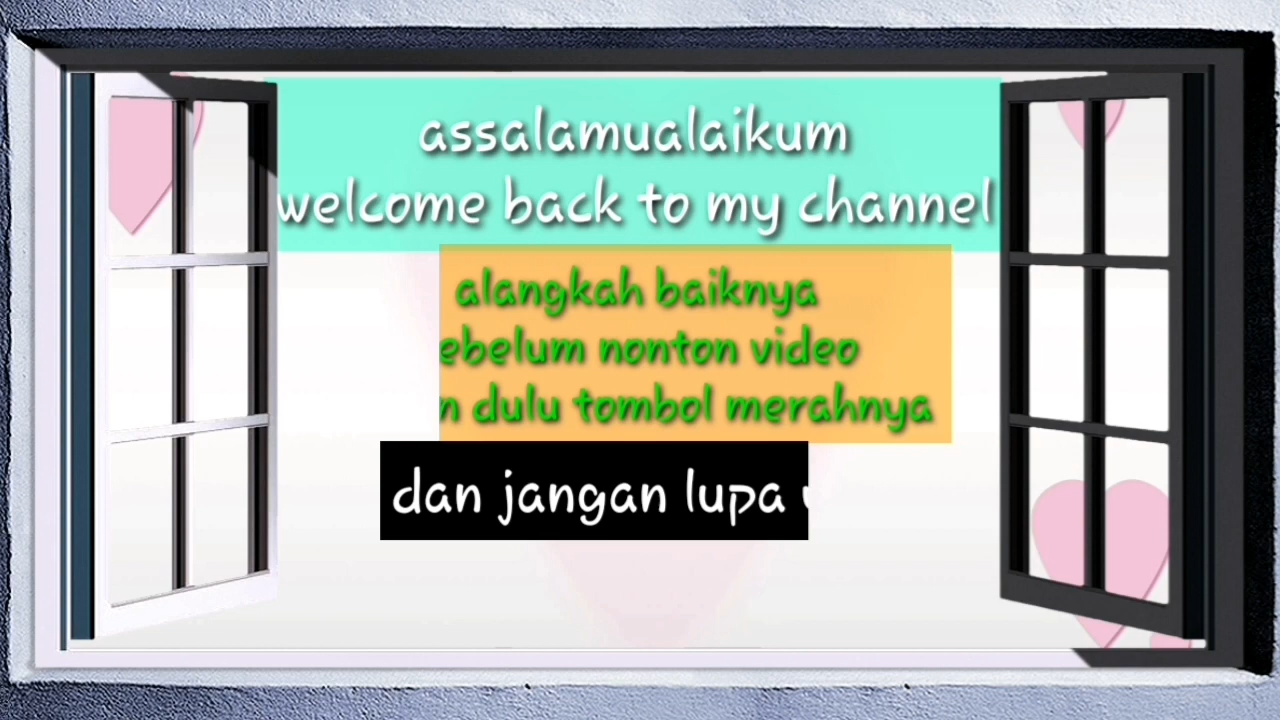 assalamualaikum
welcome back to my channel
alangkah baiknya
ebelum nonton video
n dulu tombol merahnya
dan jangan lupa